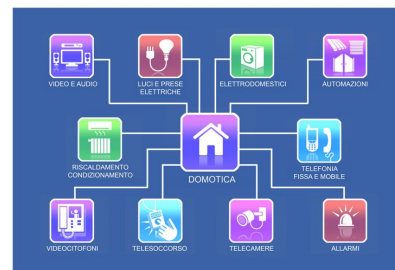 VIDEO E AUDIO
LUCI E PRESE
ELETTRICHE
ELETTRODOMESTICI
AUTOMAZIONI
RISCALDAMENTO
CONDIZIONAMENTO
DOMOTICA
TELEFONIA
FISSA E MOBILE
VIDEOCITOFONI
TELESOCCORSO
TELECAMERE
ALLARMI